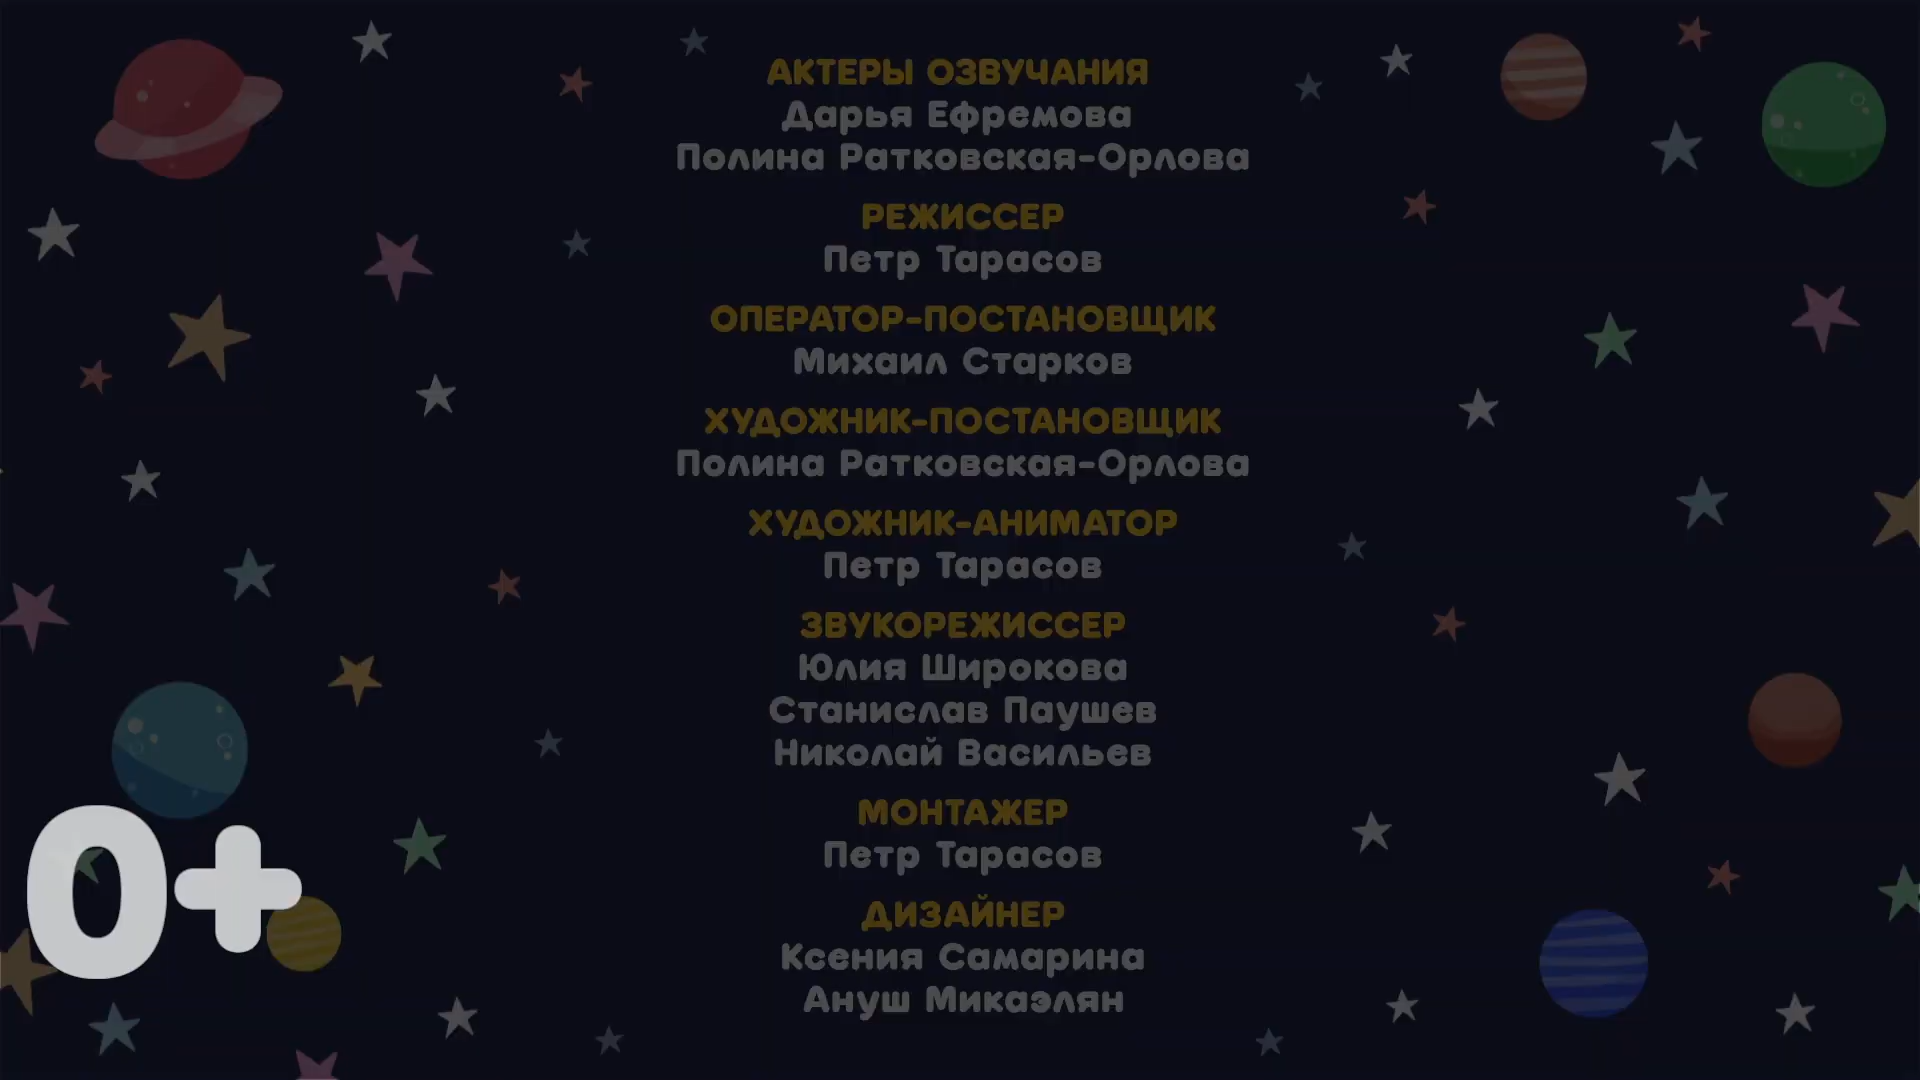 АКТЕРЫ ОЗВУЧАНИЯ
Дарья Ефремова
Полина Ратковская-Орлова
РЕЖИССЕР
Петр Тарасов
ОПЕРАТОР-ПОСТАНОВЩИК
Михаил Старков
ХУДОЖНИК-ПОСТАНОВЩИК
Полина Ратковская-Орлова
ХУДОЖНИК-АНИМАТОР
Петр Тарасов
ЗВУКОРЕЖИССЕР
Юлия Широкова
Станислав Паушев
Николай Васильев
МОНТАЖЕР
Петр Тарасов
ДИЗАЙНЕР
Ксения Самарина
Ануш Микаэлян
0+